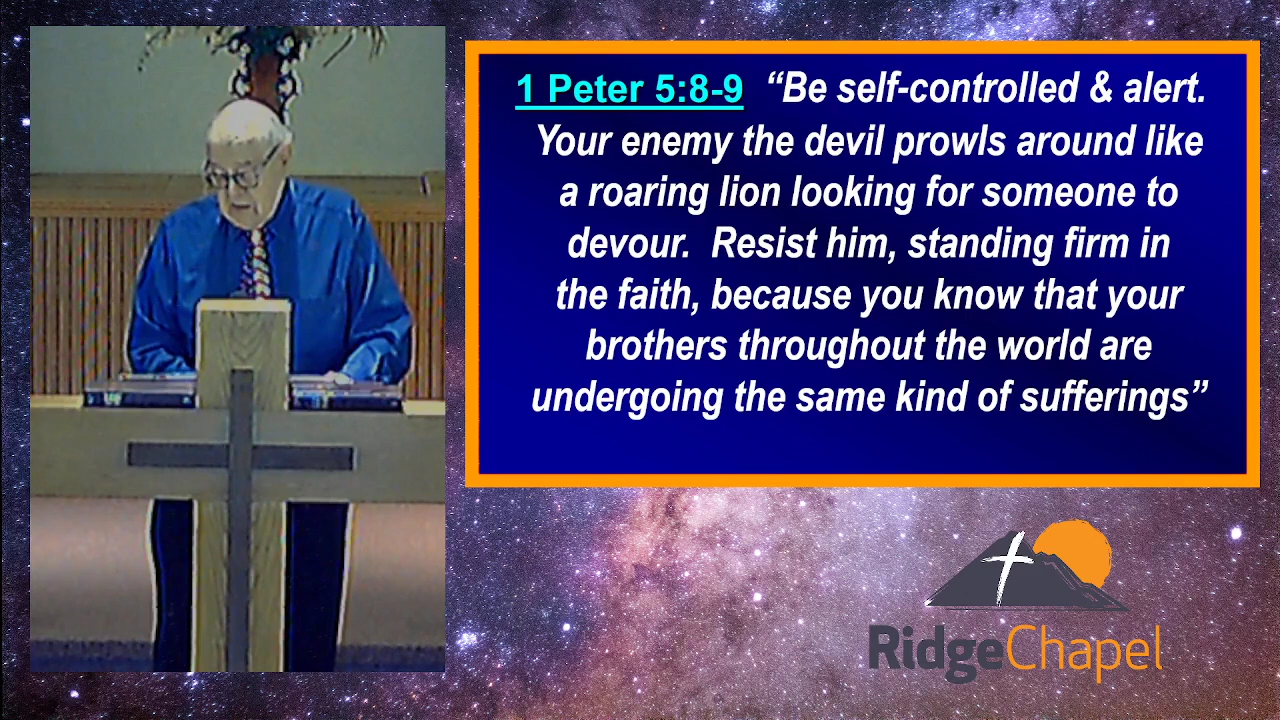 1 Peter 5:8-9 “Be self-controlled & alert.
Your enemy the devil prowls around like
a roaring lion looking for someone to
devour. Resist him, standing firm in
the faith, because you know that your
brothers throughout the world are
undergoing the same kind of sufferings”
RidgeChapel